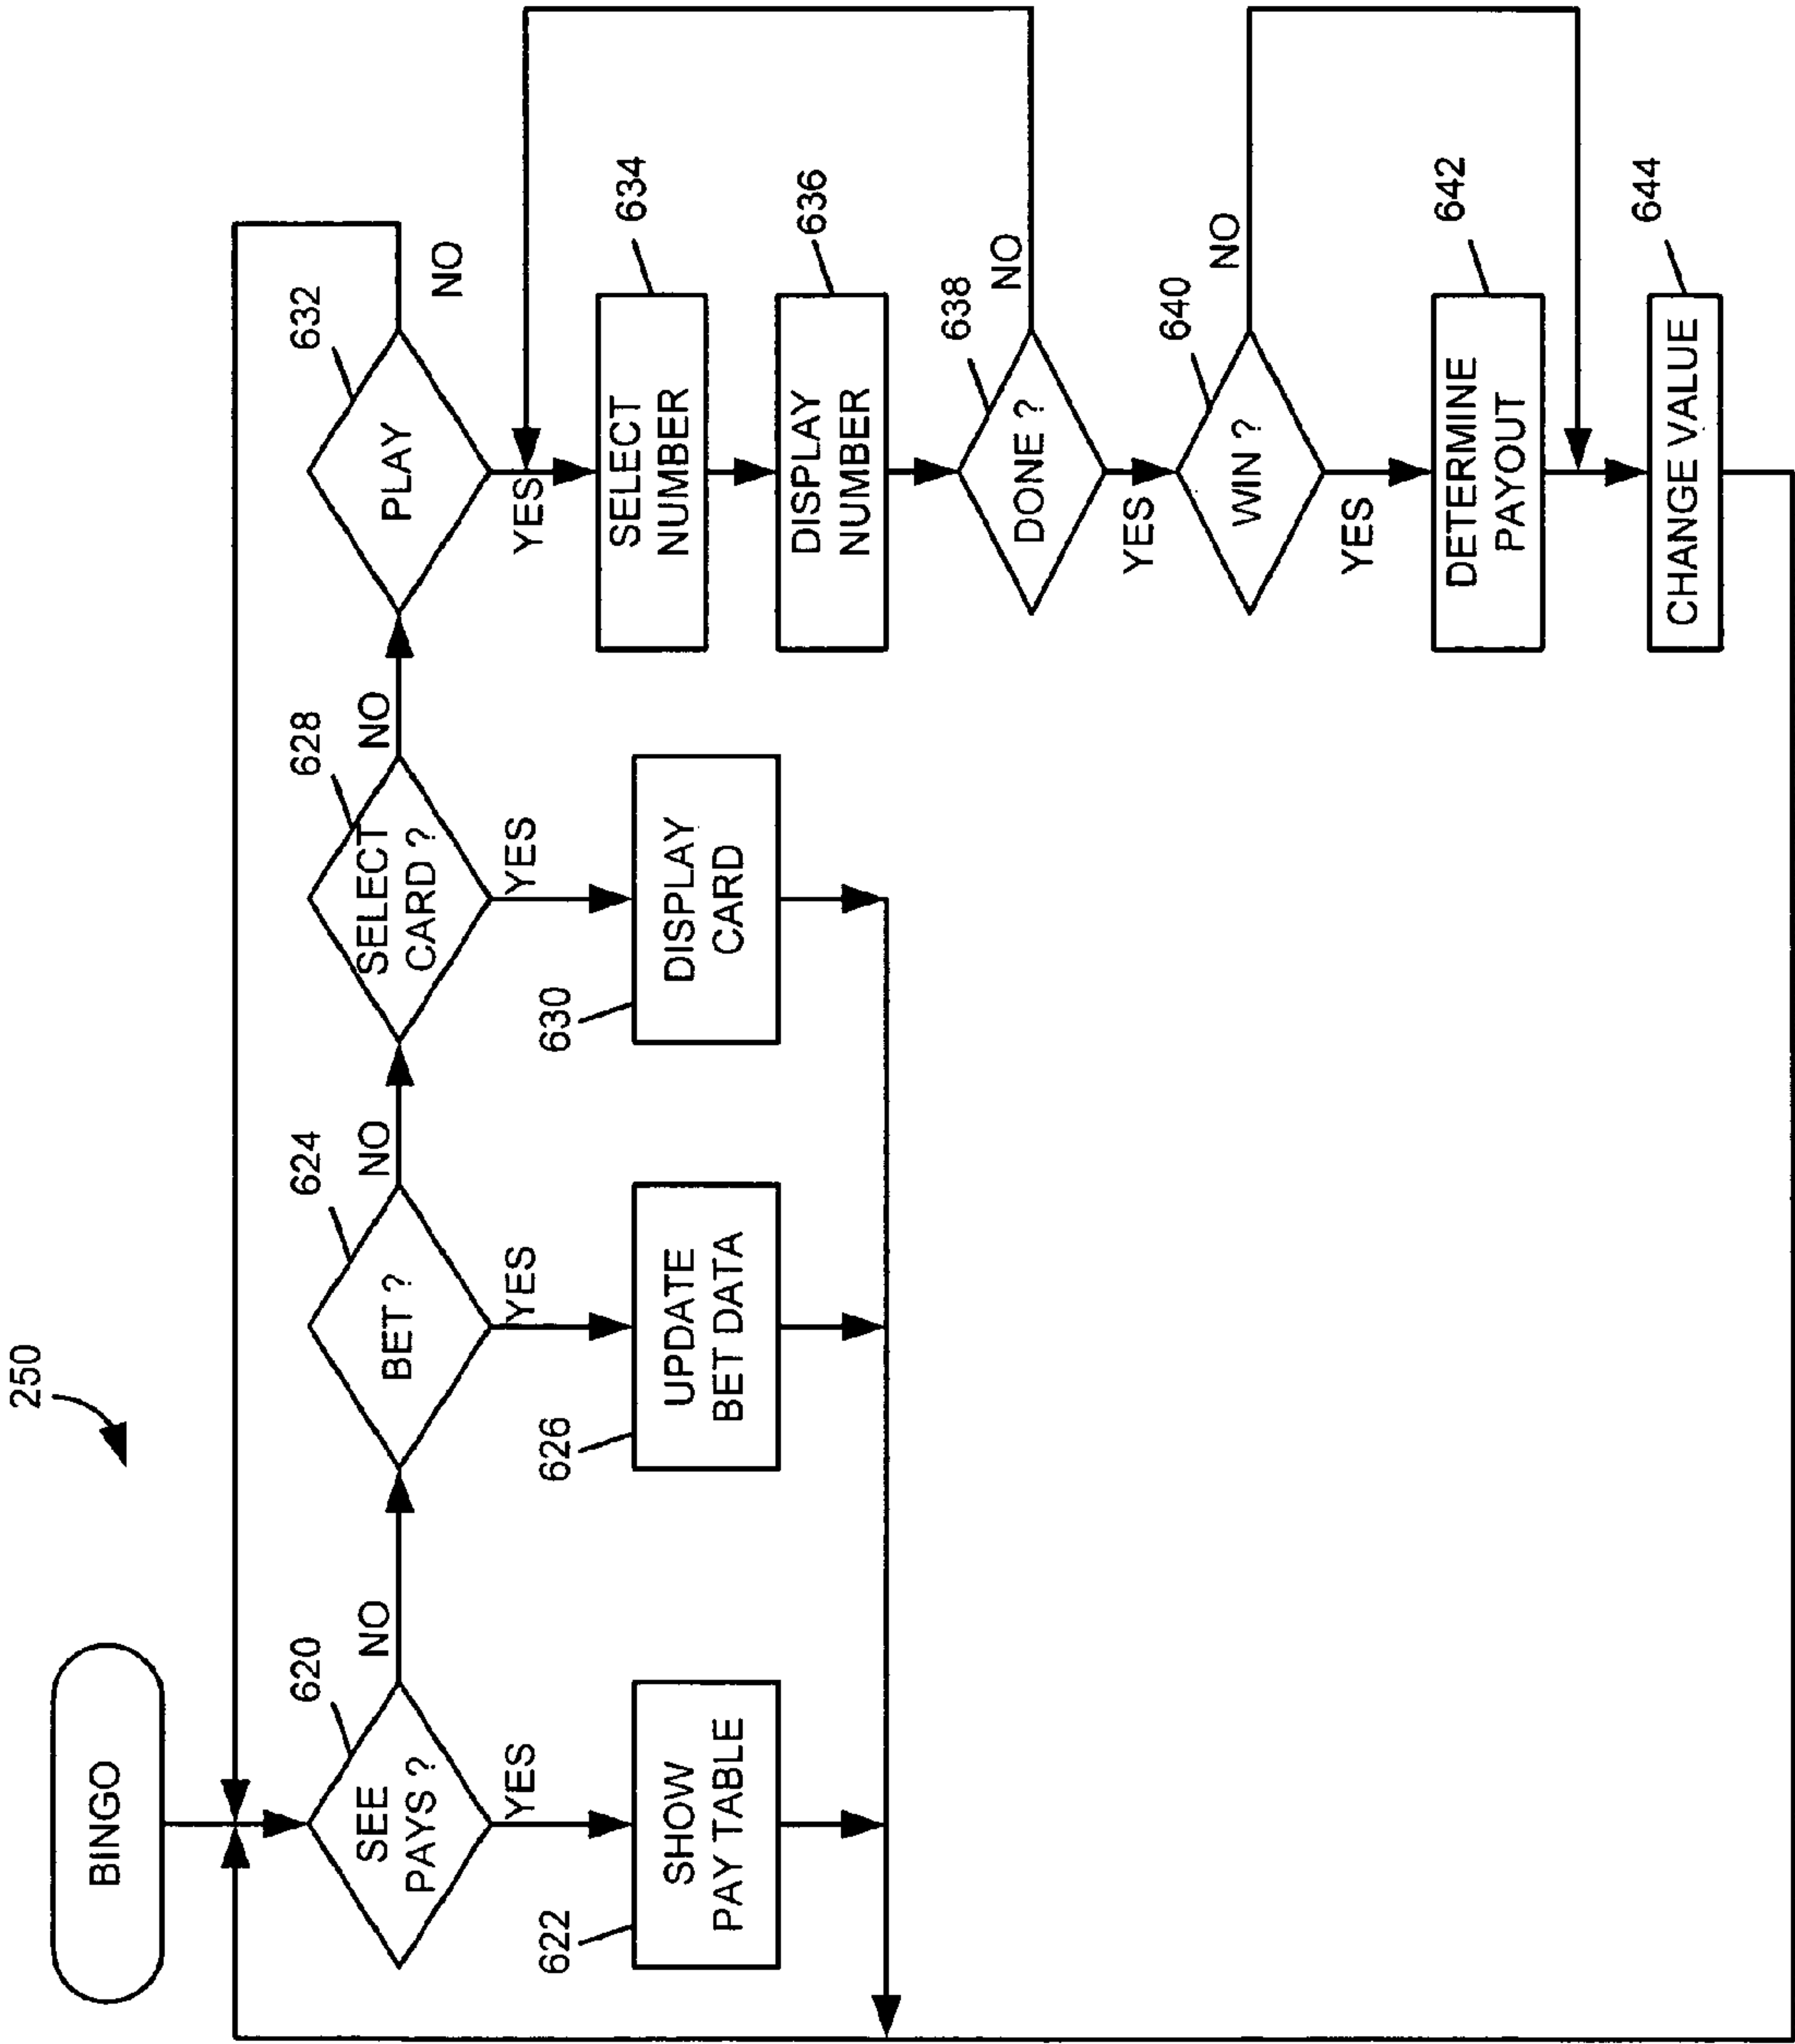 250
BINGO
620
SEE
PAYS ?
NO
YES
622
SHOW
PAY TABLE
624
BET ?
NO
YES
626
UPDATE
BET DATA
628
SELECT
CARD ?
NO
YES
630
DISPLAY
CARD
632
PLAY
NO
YES
634
SELECT
NUMBER
636
DISPLAY
NUMBER
638
DONE ?
NO
YES
640
WIN ?
NO
YES
642
DETERMINE
PAYOUT
644
CHANGE VALUE